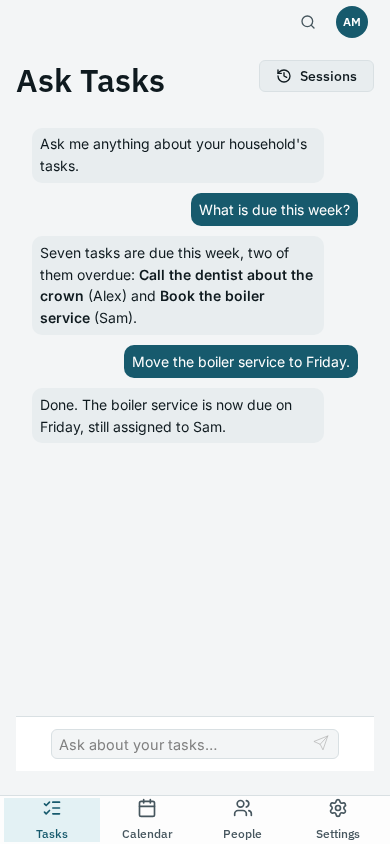 AM
Ask Tasks
Sessions
Ask me anything about your household's
tasks.
What is due this week?
Seven tasks are due this week, two of
them overdue: Call the dentist about the
crown (Alex) and Book the boiler
service (Sam).
Move the boiler service to Friday.
Done. The boiler service is now due on
Friday, still assigned to Sam.
Ask about your tasks...
Tasks
Calendar
People
Settings